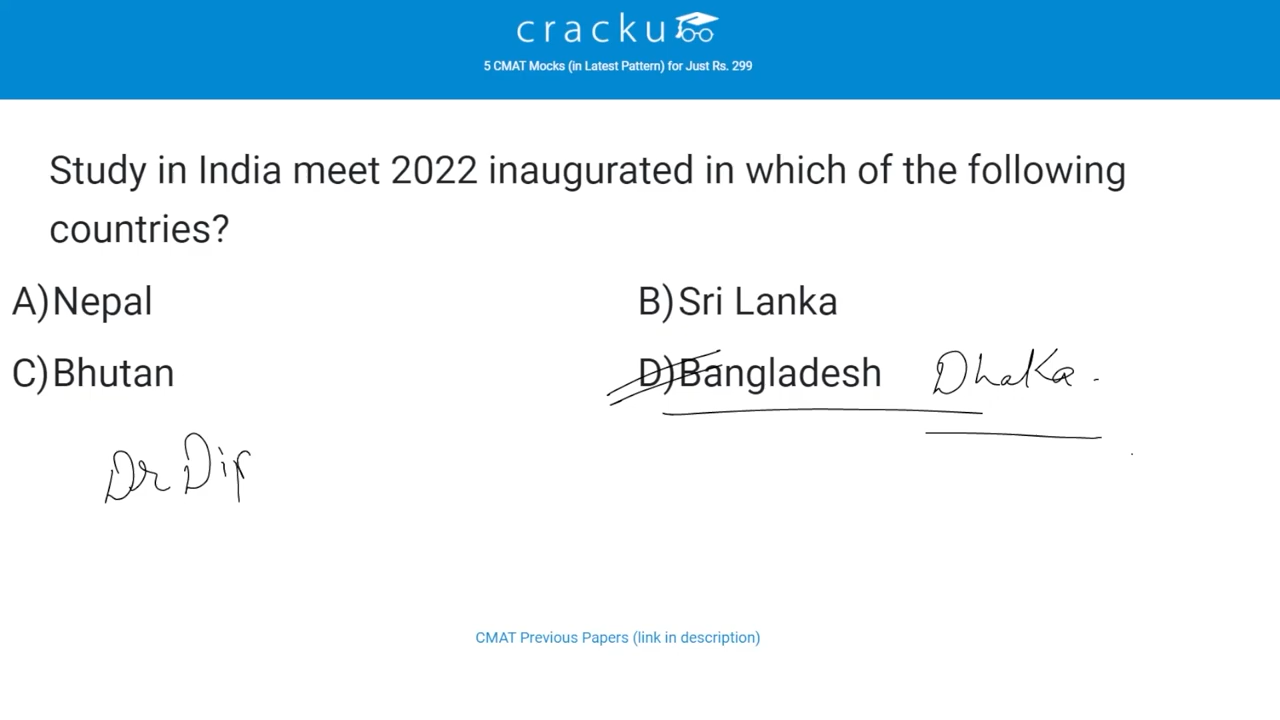 cracku
5 CMAT Mocks (in Latest Pattern) for Just Rs. 299
Study in India meet 2022 inaugurated in which of the following
countries?
A)Nepal
B)Sri Lanka
C)Bhutan
D)Bangladesh Dhaka.
Dr Dip
CMAT Previous Papers (link in description)